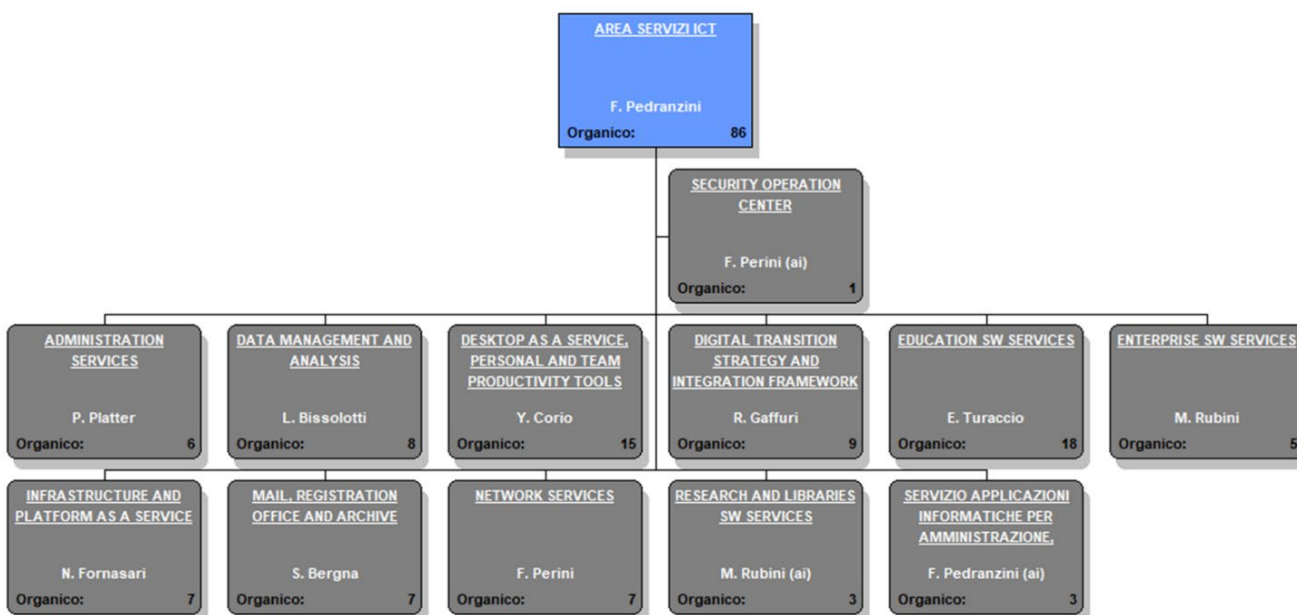 AREA SERVIZI ICT
F. Pedranzini
Organico: 86
SECURITY OPERATION
CENTER
F. Perini (ai)
Organico: 1
ADMINISTRATION
SERVICES
P. Platter
Organico: 6
DATA MANAGEMENT AND
ANALYSIS
L. Bissolotti
Organico: 8
DESKTOP AS A SERVICE,
PERSONAL AND TEAM
PRODUCTIVITY TOOLS
Y. Corio
Organico: 15
DIGITAL TRANSITION
STRATEGY AND
INTEGRATION FRAMEWORK
R. Gaffuri
Organico: 9
EDUCATION SW SERVICES
E. Turaccio
Organico: 18
ENTERPRISE SW SERVICES
M. Rubini
Organico: 5
INFRASTRUCTURE AND
PLATFORM AS A SERVICE
N. Fornasari
Organico: 7
MAIL, REGISTRATION
OFFICE AND ARCHIVE
S. Bergna
Organico: 7
NETWORK SERVICES
F. Perini
Organico: 7
RESEARCH AND LIBRARIES
SW SERVICES
M. Rubini (ai)
Organico: 3
SERVIZIO APPLICAZIONI
INFORMATICHE PER
AMMINISTRAZIONE,
F. Pedranzini (ai)
Organico: 3